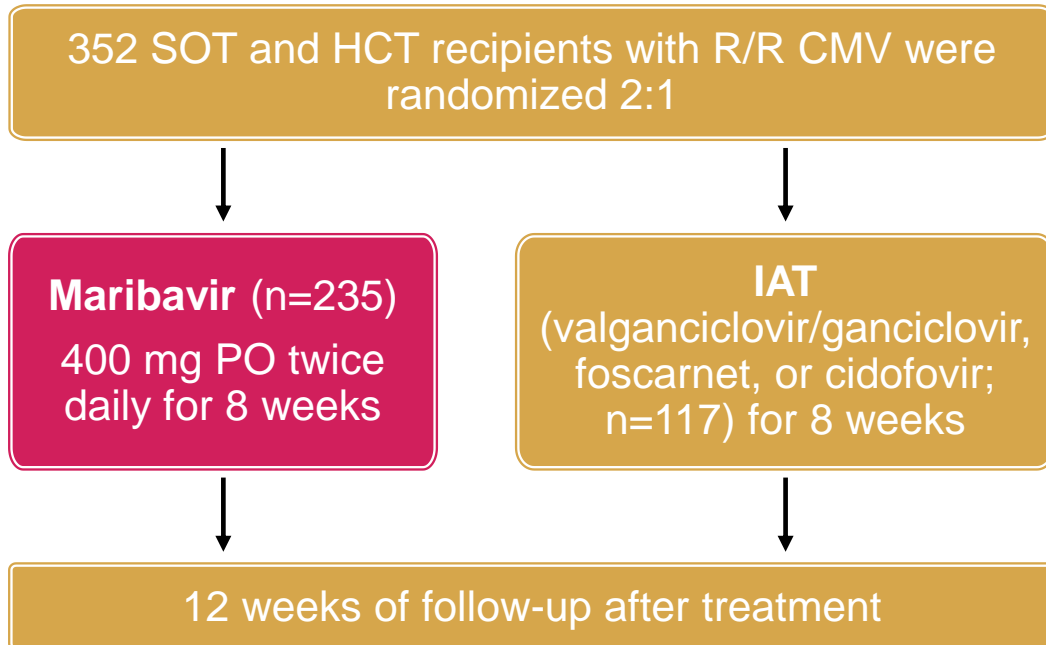 352 SOT and HCT recipients with R/R CMV were
randomized 2:1
Maribavir (n=235)
400 mg PO twice
daily for 8 weeks
IAT
(valganciclovir/ganciclovir,
foscarnet, or cidofovir;
n=117) for 8 weeks
12 weeks of follow-up after treatment